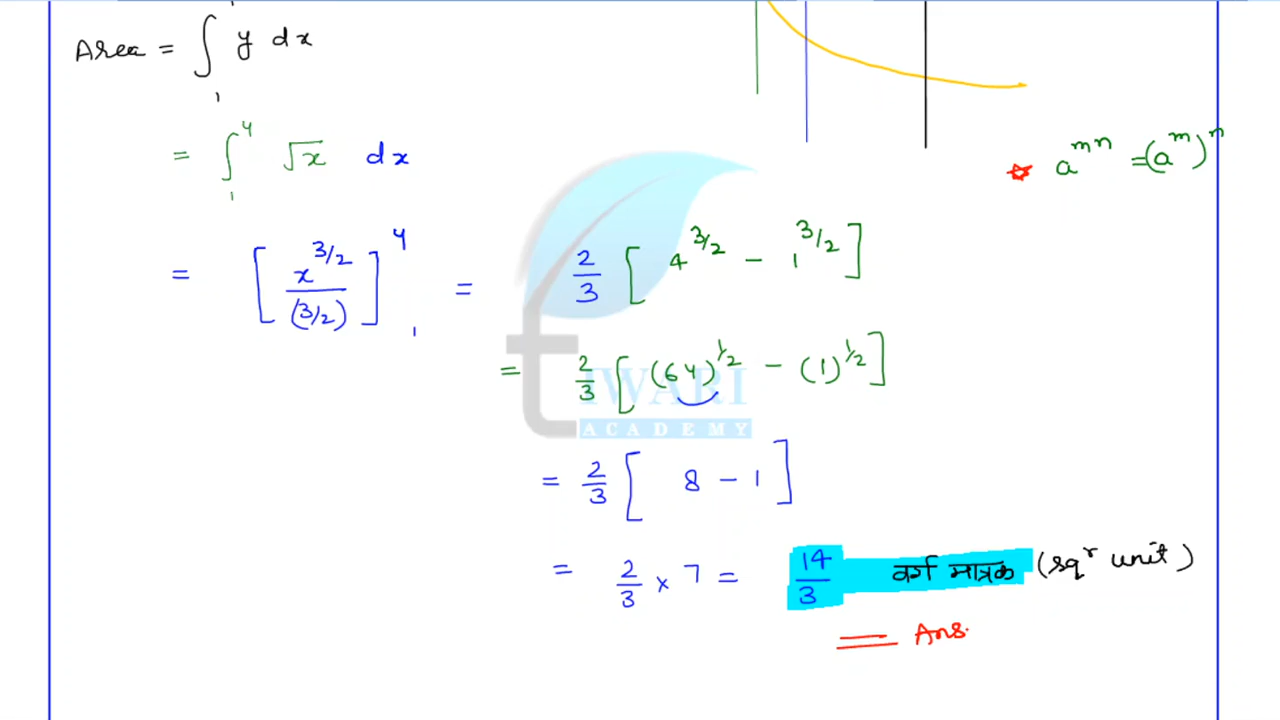 Area = ∫₁ y dx
= ∫₁⁴ √x dx
★ a^mn = (a^m)^n
= [x^3/2 / (3/2)]₁⁴ = 2/3 [4^3/2 - 1^3/2]
= 2/3 [(64)^1/2 - (1)^1/2]
= 2/3 [8 - 1]
= 2/3 × 7 = 14/3 वर्ग मात्रक (sqr unit)
Ans.
tIWARI
ACADEMY